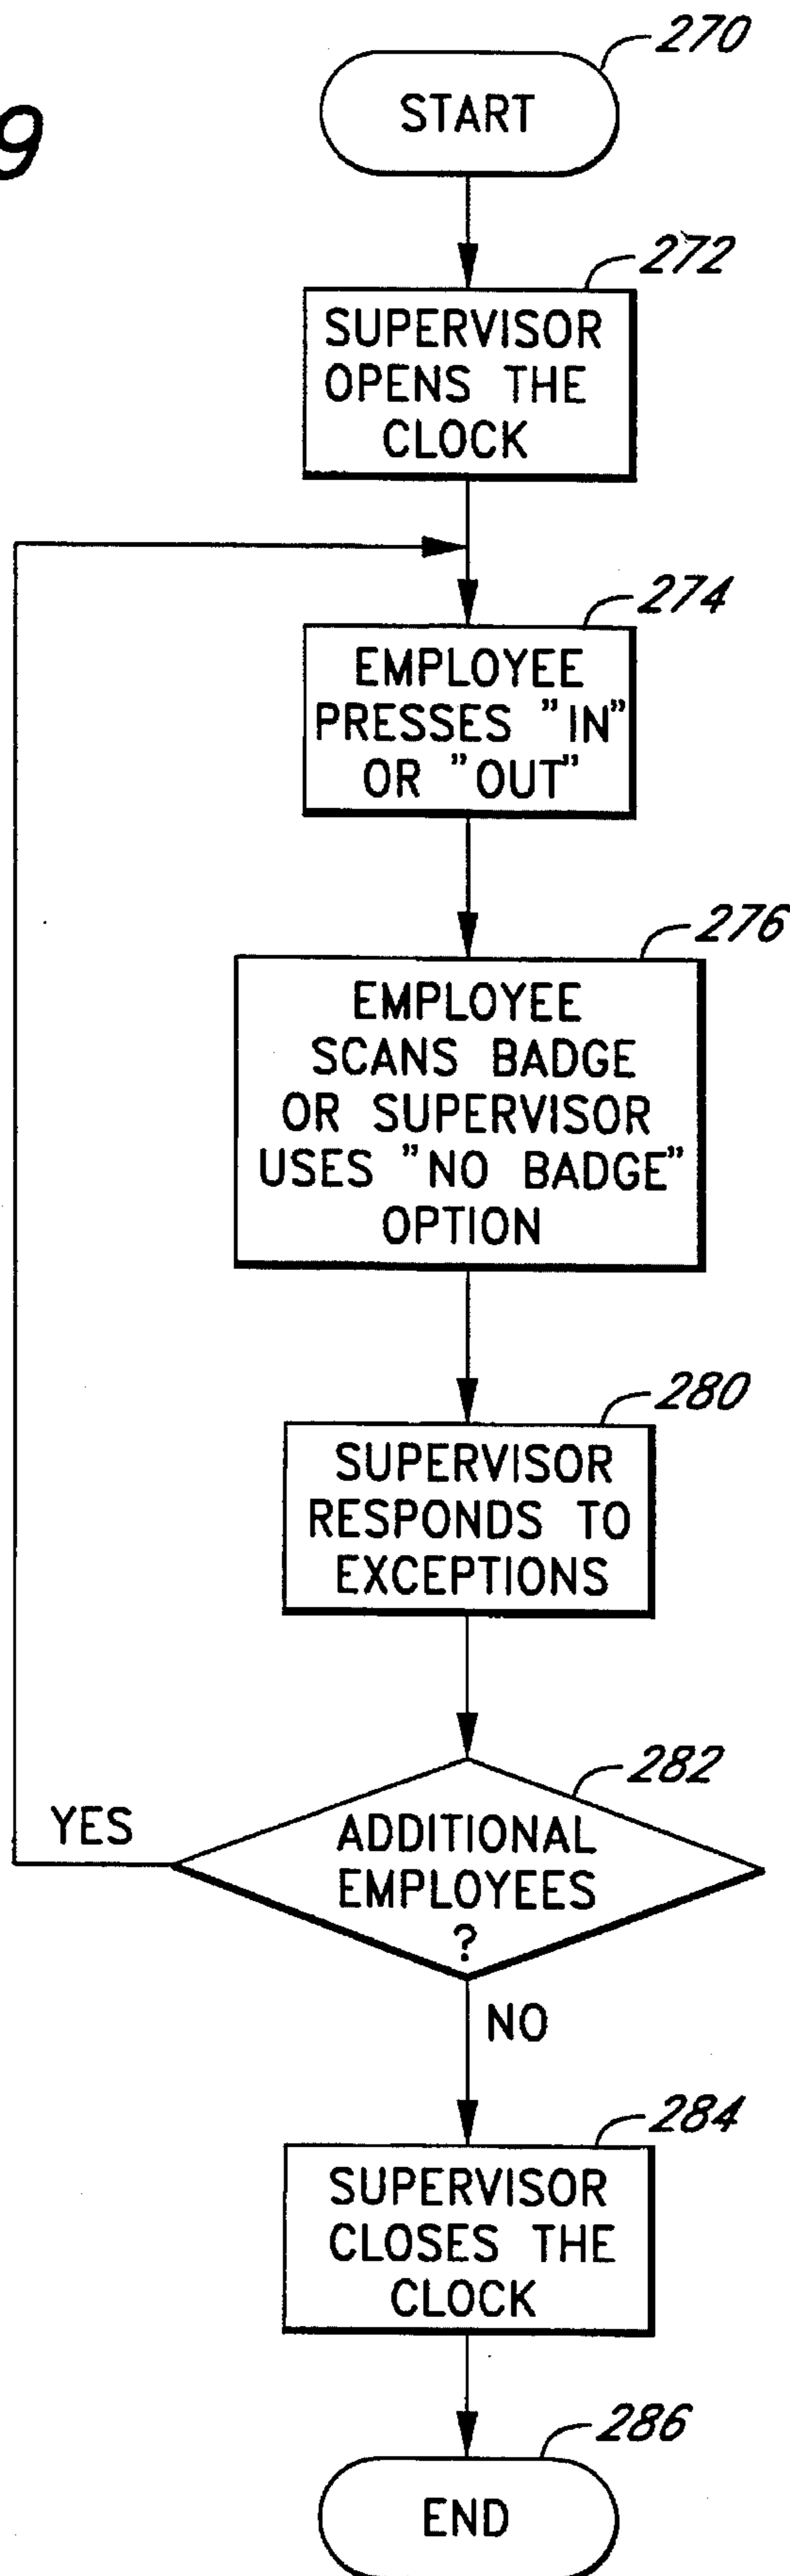 9
270
START
272
SUPERVISOR
OPENS THE
CLOCK
274
EMPLOYEE
PRESSES "IN"
OR "OUT"
276
EMPLOYEE
SCANS BADGE
OR SUPERVISOR
USES "NO BADGE"
OPTION
280
SUPERVISOR
RESPONDS TO
EXCEPTIONS
282
YES
ADDITIONAL
EMPLOYEES
?
NO
284
SUPERVISOR
CLOSES THE
CLOCK
286
END